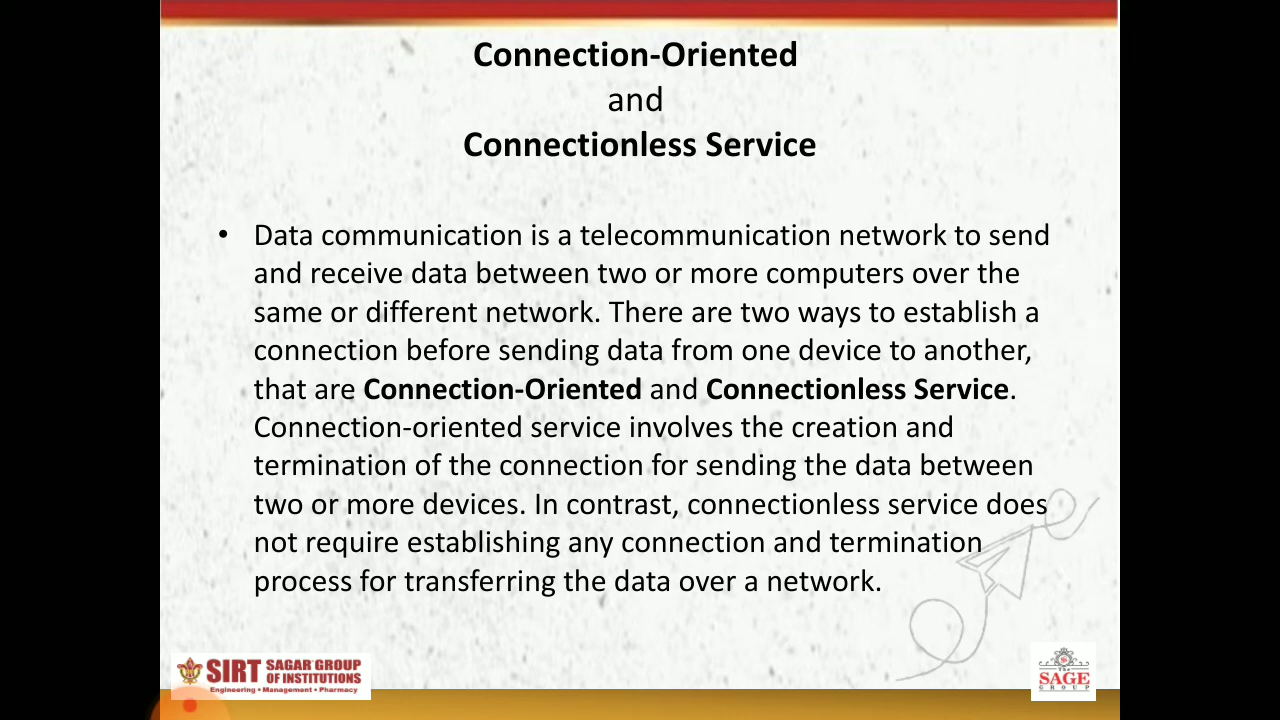 Connection-Oriented
and
Connectionless Service
• Data communication is a telecommunication network to send
and receive data between two or more computers over the
same or different network. There are two ways to establish a
connection before sending data from one device to another,
that are Connection-Oriented and Connectionless Service.
Connection-oriented service involves the creation and
termination of the connection for sending the data between
two or more devices. In contrast, connectionless service does
not require establishing any connection and termination
process for transferring the data over a network.
SIRT SAGAR GROUP
OF INSTITUTIONS
Engineering • Management • Pharmacy
The
SAGE
GROUP